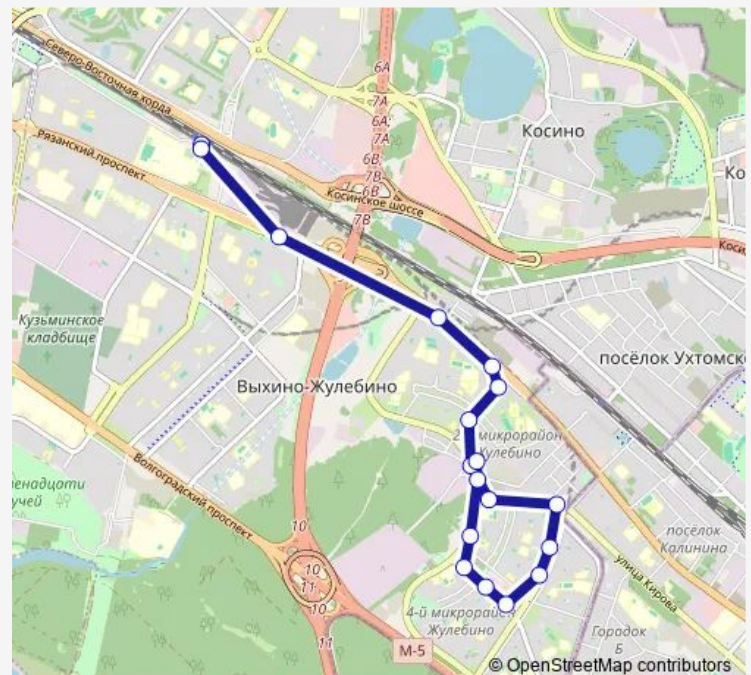 Северо-Восточная хорда
6А
7А
6А;
7А
6В
7В
6В
7В
Косино
Рязанский проспект
Косинское шоссе
Кузьминское
кладбище
посёлок Ухтомск
Выхино-Жулебино
2
микрорайон
Жулебино
Волгоградский проспект
енадцати
учей
10
10
11
10
11
4-й микрорайон
Жулебино
М-5
улица Кирова
посёлок
Калинина
Городок
Б
© OpenStreetMap contributors